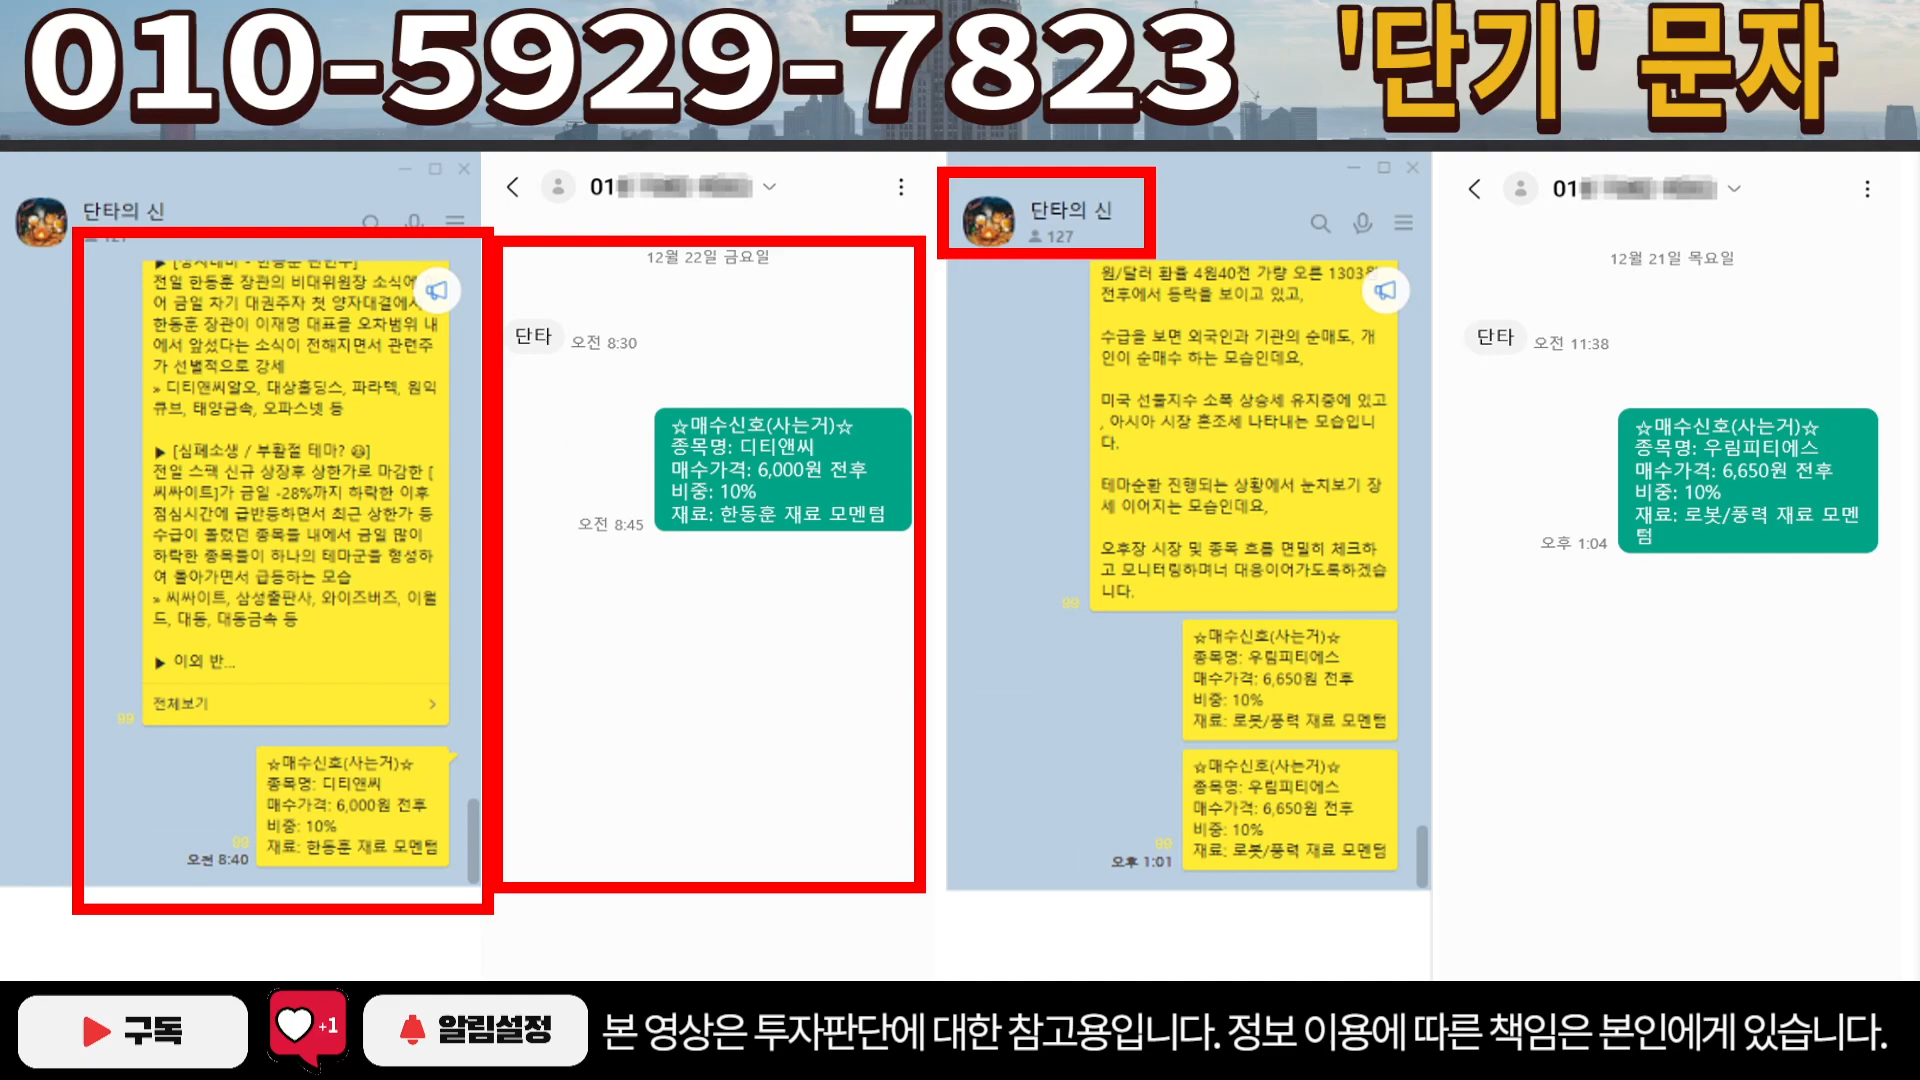 010-5929-7823 '단기' 문자
단타의 신
127
전일 한동훈 장관의 비대위원장 소식에
어 금일 차기 대권주자 첫 양자대결에서
한동훈 장관이 이재명 대표를 오차범위 내
에서 앞섰다는 소식이 전해지면서 관련주
가 선별적으로 강세
» 디티앤씨알오, 대상홀딩스, 파라텍, 원익
큐브, 태양금속, 오파스넷 등
▶ [심폐소생 / 부활절 테마? 😂]
전일 스팩 신규 상장후 상한가로 마감한 [
씨싸이트]가 금일 -28%까지 하락한 이후
점심시간에 급반등하면서 최근 상한가 등
수급이 몰렸던 종목들 내에서 금일 많이
하락한 종목들이 하나의 테마군을 형성하
여 돌아가면서 급등하는 모습
» 씨싸이트, 삼성출판사, 와이즈버즈, 이월
드, 대동, 대동금속 등
▶ 이외 반...
전체보기
99
☆매수신호(사는거)☆
종목명: 디티앤씨
매수가격: 6,000원 전후
비중: 10%
재료: 한동훈 재료 모멘텀
99
오전 8:40
01
12월 22일 금요일
단타
오전 8:30
☆매수신호(사는거)☆
종목명: 디티앤씨
매수가격: 6,000원 전후
비중: 10%
재료: 한동훈 재료 모멘텀
오전 8:45
단타의 신
127
원/달러 환율 4원40전 가량 오른 1303원
전후에서 등락을 보이고 있고,
수급을 보면 외국인과 기관의 순매도, 개
인이 순매수 하는 모습인데요,
미국 선물지수 소폭 상승세 유지중에 있고
, 아시아 시장 혼조세 나타내는 모습입니
다.
테마순환 진행되는 상황에서 눈치보기 장
세 이어지는 모습인데요,
오후장 시장 및 종목 흐름 면밀히 체크하
고 모니터링하며너 대응이어가도록하겠습
니다.
99
☆매수신호(사는거)☆
종목명: 우림피티에스
매수가격: 6,650원 전후
비중: 10%
재료: 로봇/풍력 재료 모멘텀
☆매수신호(사는거)☆
종목명: 우림피티에스
매수가격: 6,650원 전후
비중: 10%
재료: 로봇/풍력 재료 모멘텀
99
오후 1:01
01
12월 21일 목요일
단타
오전 11:38
☆매수신호(사는거)☆
종목명: 우림피티에스
매수가격: 6,650원 전후
비중: 10%
재료: 로봇/풍력 재료 모멘
텀
오후 1:04
구독
+1
알림설정
본 영상은 투자판단에 대한 참고용입니다. 정보 이용에 따른 책임은 본인에게 있습니다.